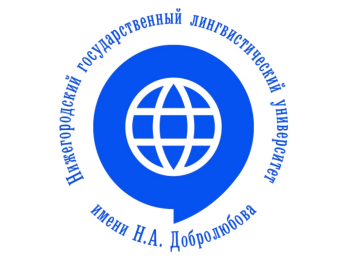 Нижегородский государственный лингвистический университет
имени Н.А. Добролюбова